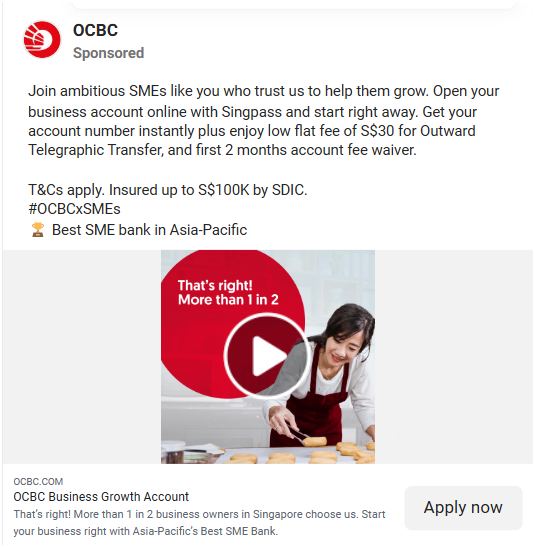 OCBC
Sponsored
Join ambitious SMEs like you who trust us to help them grow. Open your
business account online with Singpass and start right away. Get your
account number instantly plus enjoy low flat fee of S$30 for Outward
Telegraphic Transfer, and first 2 months account fee waiver.
T&Cs apply. Insured up to S$100K by SDIC.
#OCBCxSMEs
🏆 Best SME bank in Asia-Pacific
That's right!
More than 1 in 2
OCBC.COM
OCBC Business Growth Account
That's right! More than 1 in 2 business owners in Singapore choose us. Start
your business right with Asia-Pacific's Best SME Bank.
Apply now